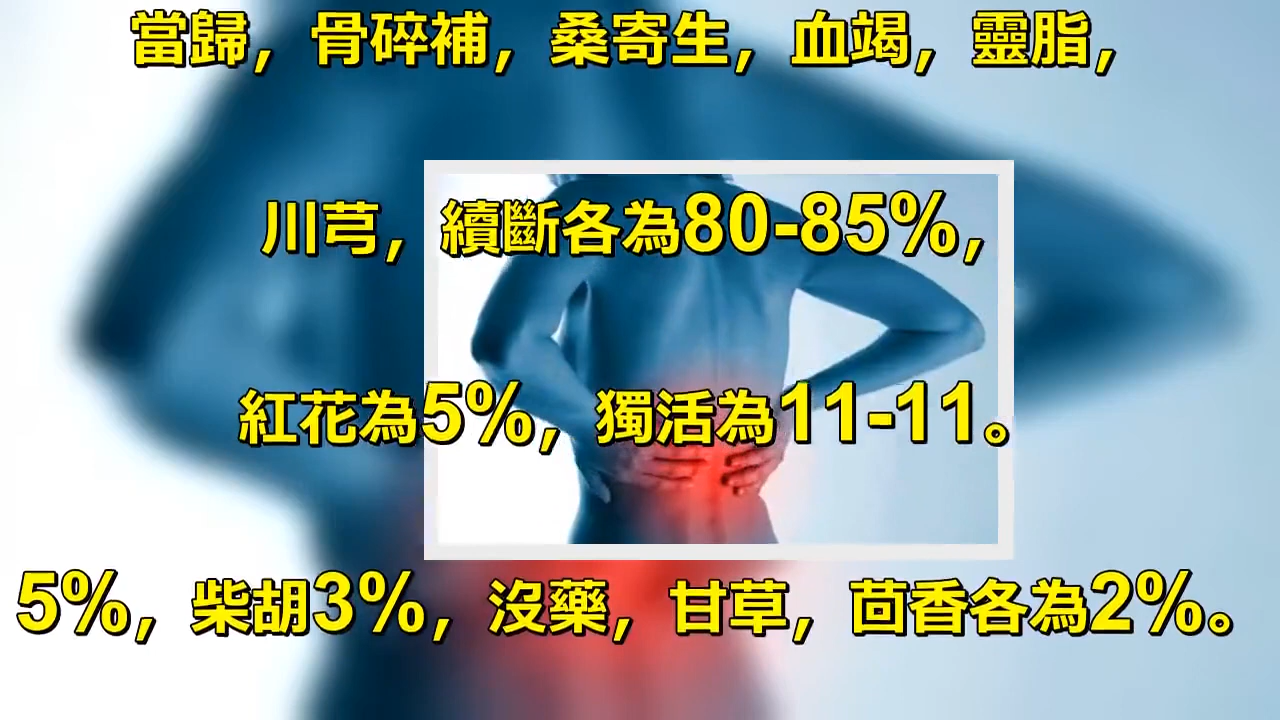 當歸，骨碎補，桑寄生，血竭，靈脂，
川芎，續斷各為80-85%，
紅花為5%，獨活為11-11。
5%，柴胡3%，沒藥，甘草，茴香各為2%。